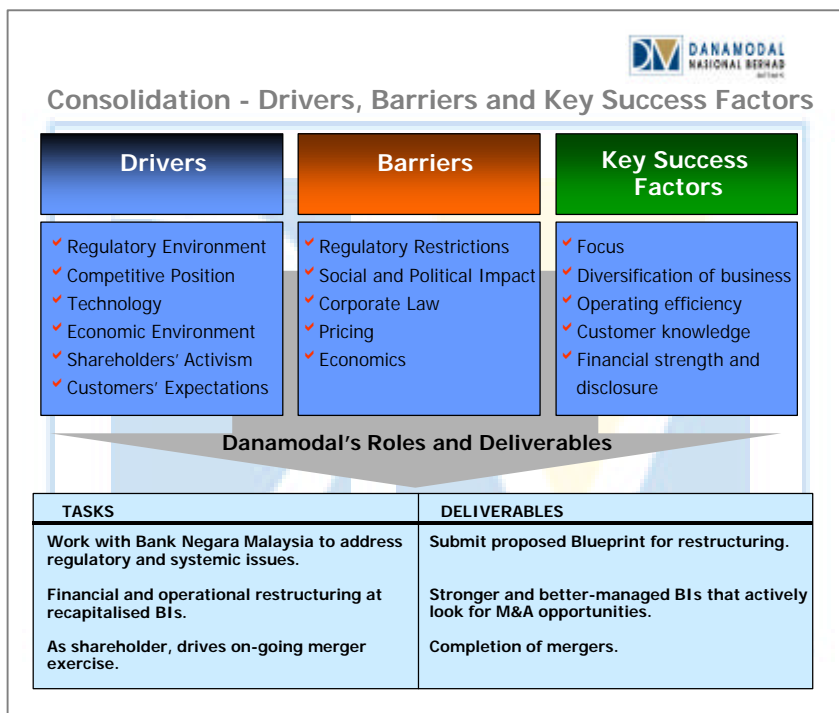 DANAMODAL
NASIONAL BERHAD
Consolidation - Drivers, Barriers and Key Success Factors
Drivers
Regulatory Environment
Competitive Position
Technology
Economic Environment
Shareholders' Activism
Customers' Expectations
Barriers
Regulatory Restrictions
Social and Political Impact
Corporate Law
Pricing
Economics
Key Success
Factors
Focus
Diversification of business
Operating efficiency
Customer knowledge
Financial strength and
disclosure
Danamodal's Roles and Deliverables
TASKS
DELIVERABLES
Work with Bank Negara Malaysia to address
regulatory and systemic issues.
Submit proposed Blueprint for restructuring.
Financial and operational restructuring at
recapitalised BIs.
Stronger and better-managed BIs that actively
look for M&A opportunities.
As shareholder, drives on-going merger
exercise.
Completion of mergers.